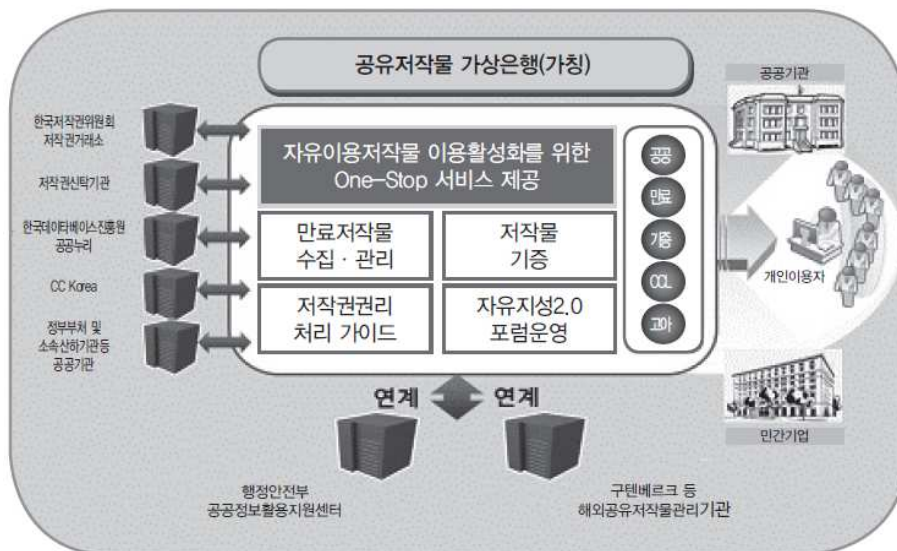 공유저작물 가상은행(가칭)
한국저작권위원회
저작권거래소
저작권신탁기관
한국데이타베이스진흥원
공공누리
CC Korea
정부부처 및
소속산하기관등
공공기관
자유이용저작물 이용활성화를 위한
One-Stop 서비스 제공
만료저작물
수집 · 관리
저작물
기증
저작권권리
처리 가이드
자유지성2.0
포럼운영
공공
만료
기증
CCL
고아
공공기관
개인이용자
민간기업
연계
연계
행정안전부
공공정보활용지원센터
구텐베르크 등
해외공유저작물관리기관